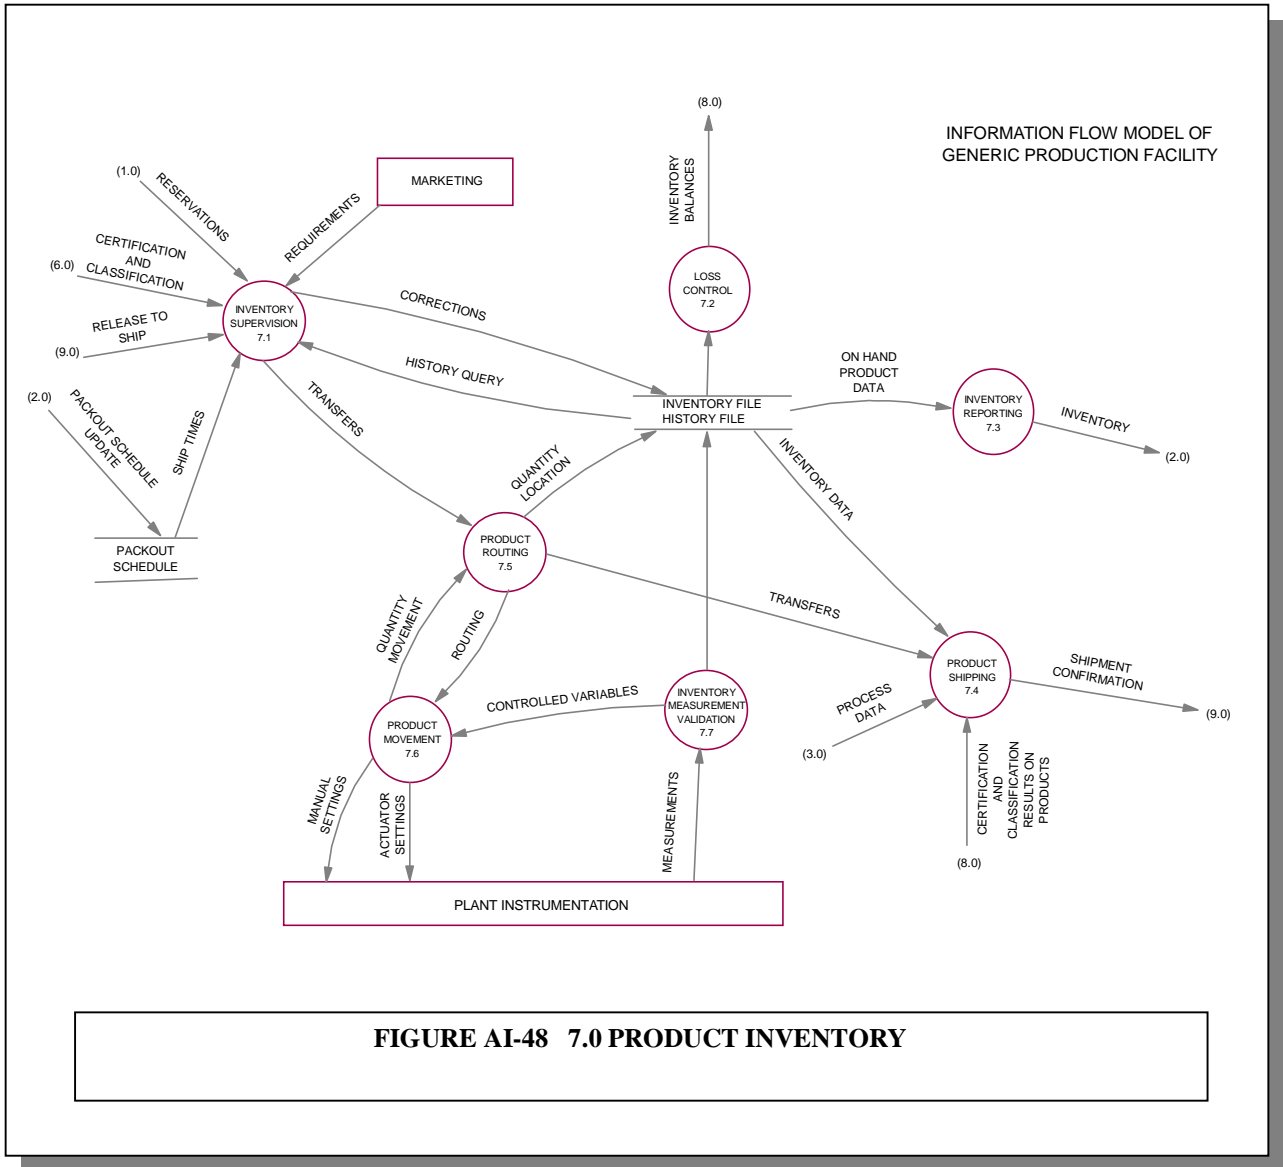 (8.0)
INFORMATION FLOW MODEL OF
GENERIC PRODUCTION FACILITY
(1.0)
RESERVATIONS
MARKETING
REQUIREMENTS
INVENTORY
BALANCES
CERTIFICATION
AND
CLASSIFICATION
(6.0)
LOSS
CONTROL
7.2
INVENTORY
SUPERVISION
7.1
CORRECTIONS
RELEASE TO
SHIP
(9.0)
HISTORY QUERY
ON HAND
PRODUCT
DATA
(2.0)
PACKOUT SCHEDULE
UPDATE
SHIP TIMES
TRANSFERS
INVENTORY FILE
HISTORY FILE
INVENTORY
REPORTING
7.3
INVENTORY
(2.0)
QUANTITY
LOCATION
INVENTORY DATA
PACKOUT
SCHEDULE
PRODUCT
ROUTING
7.5
TRANSFERS
QUANTITY
MOVEMENT
ROUTING
PRODUCT
SHIPPING
7.4
SHIPMENT
CONFIRMATION
(9.0)
CONTROLLED VARIABLES
INVENTORY
MEASUREMENT
VALIDATION
7.7
PROCESS
DATA
(3.0)
PRODUCT
MOVEMENT
7.6
MANUAL
SETTINGS
ACTUATOR
SETTINGS
MEASUREMENTS
CERTIFICATION
AND
CLASSIFICATION
RESULTS ON
PRODUCTS
(8.0)
PLANT INSTRUMENTATION
FIGURE AI-48 7.0 PRODUCT INVENTORY